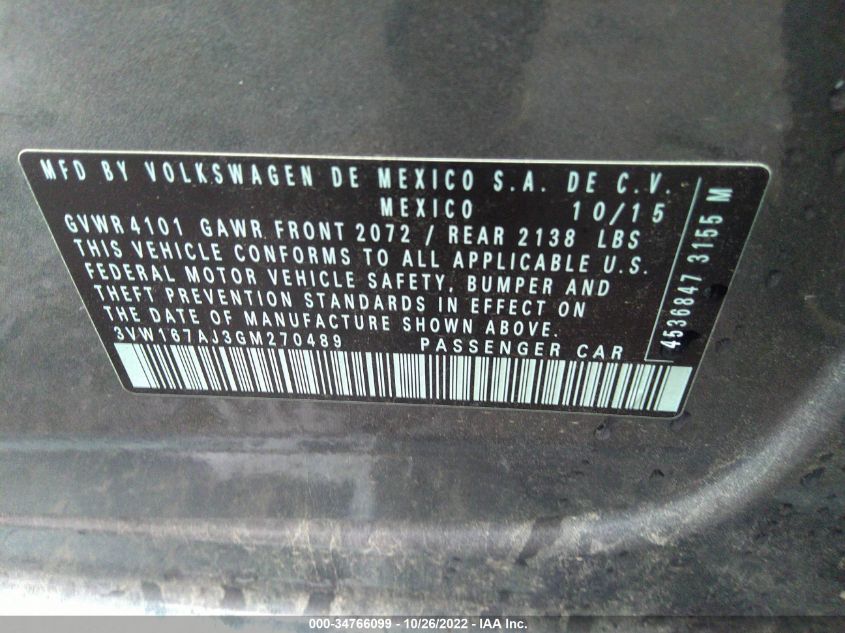 MFD BY VOLKSWAGEN DE MEXICO S.A. DE C.V.
MEXICO 10/15
GVWR 4101 GAWR FRONT 2072 / REAR 2138 LBS
THIS VEHICLE CONFORMS TO ALL APPLICABLE U.S.
FEDERAL MOTOR VEHICLE SAFETY, BUMPER AND
THEFT PREVENTION STANDARDS IN EFFECT ON
THE DATE OF MANUFACTURE SHOWN ABOVE.
3VW167AJ3GM270489 PASSENGER CAR
4536847 3155 M
000-34766099 - 10/26/2022 - IAA Inc.